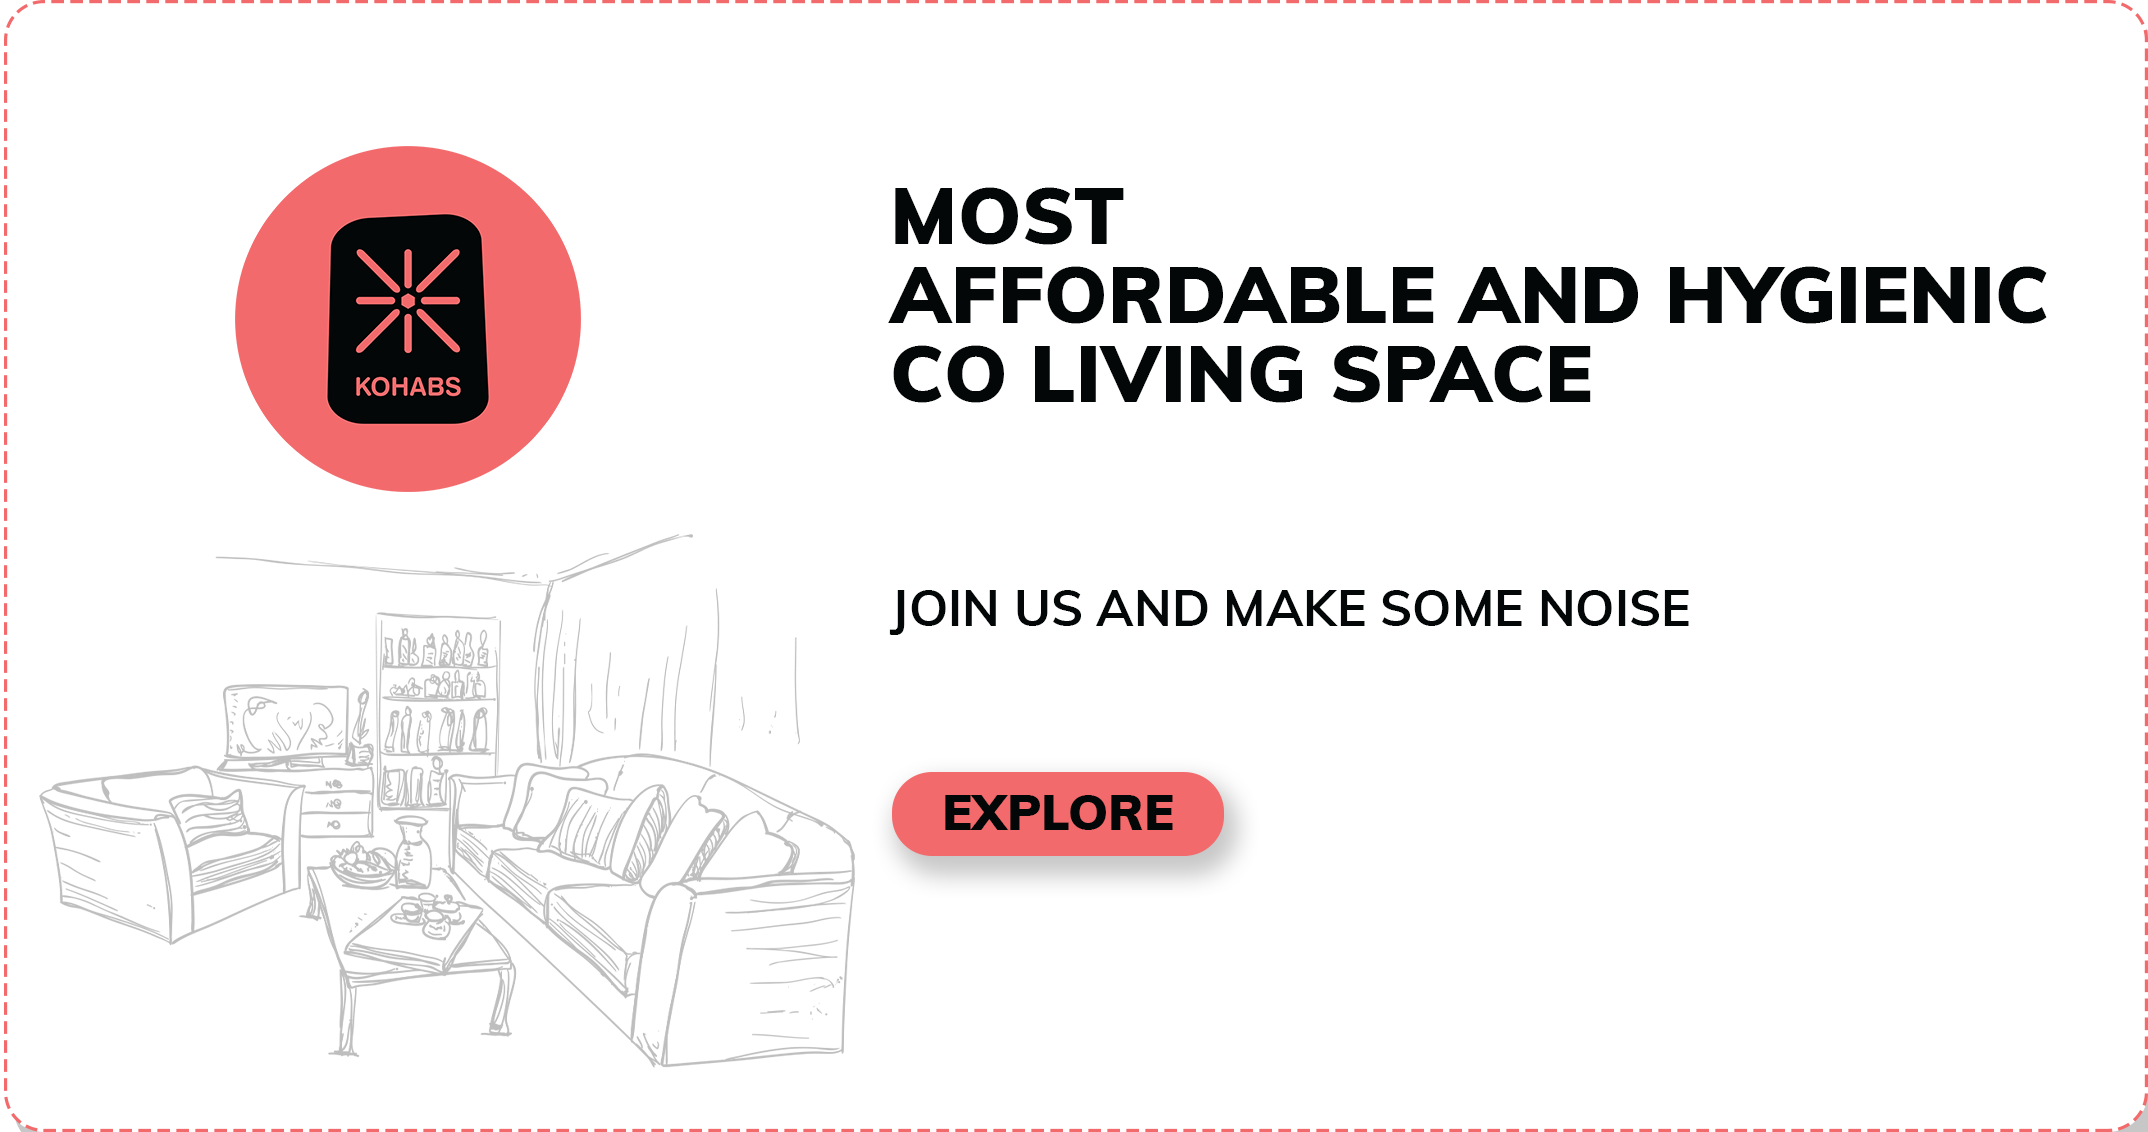 KOHABS
MOST
AFFORDABLE AND HYGIENIC
CO LIVING SPACE
JOIN US AND MAKE SOME NOISE
EXPLORE